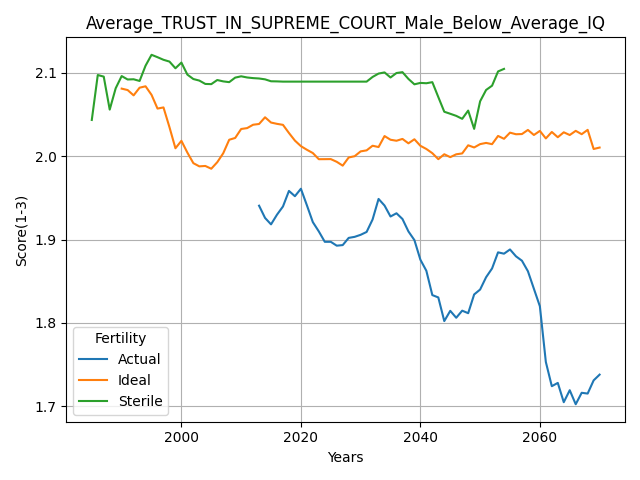 Average_TRUST_IN_SUPREME_COURT_Male_Below_Average_IQ
Score(1-3)
2.1
2.0
1.9
1.8
1.7
Fertility
Actual
Ideal
Sterile
2000
2020
2040
2060
Years